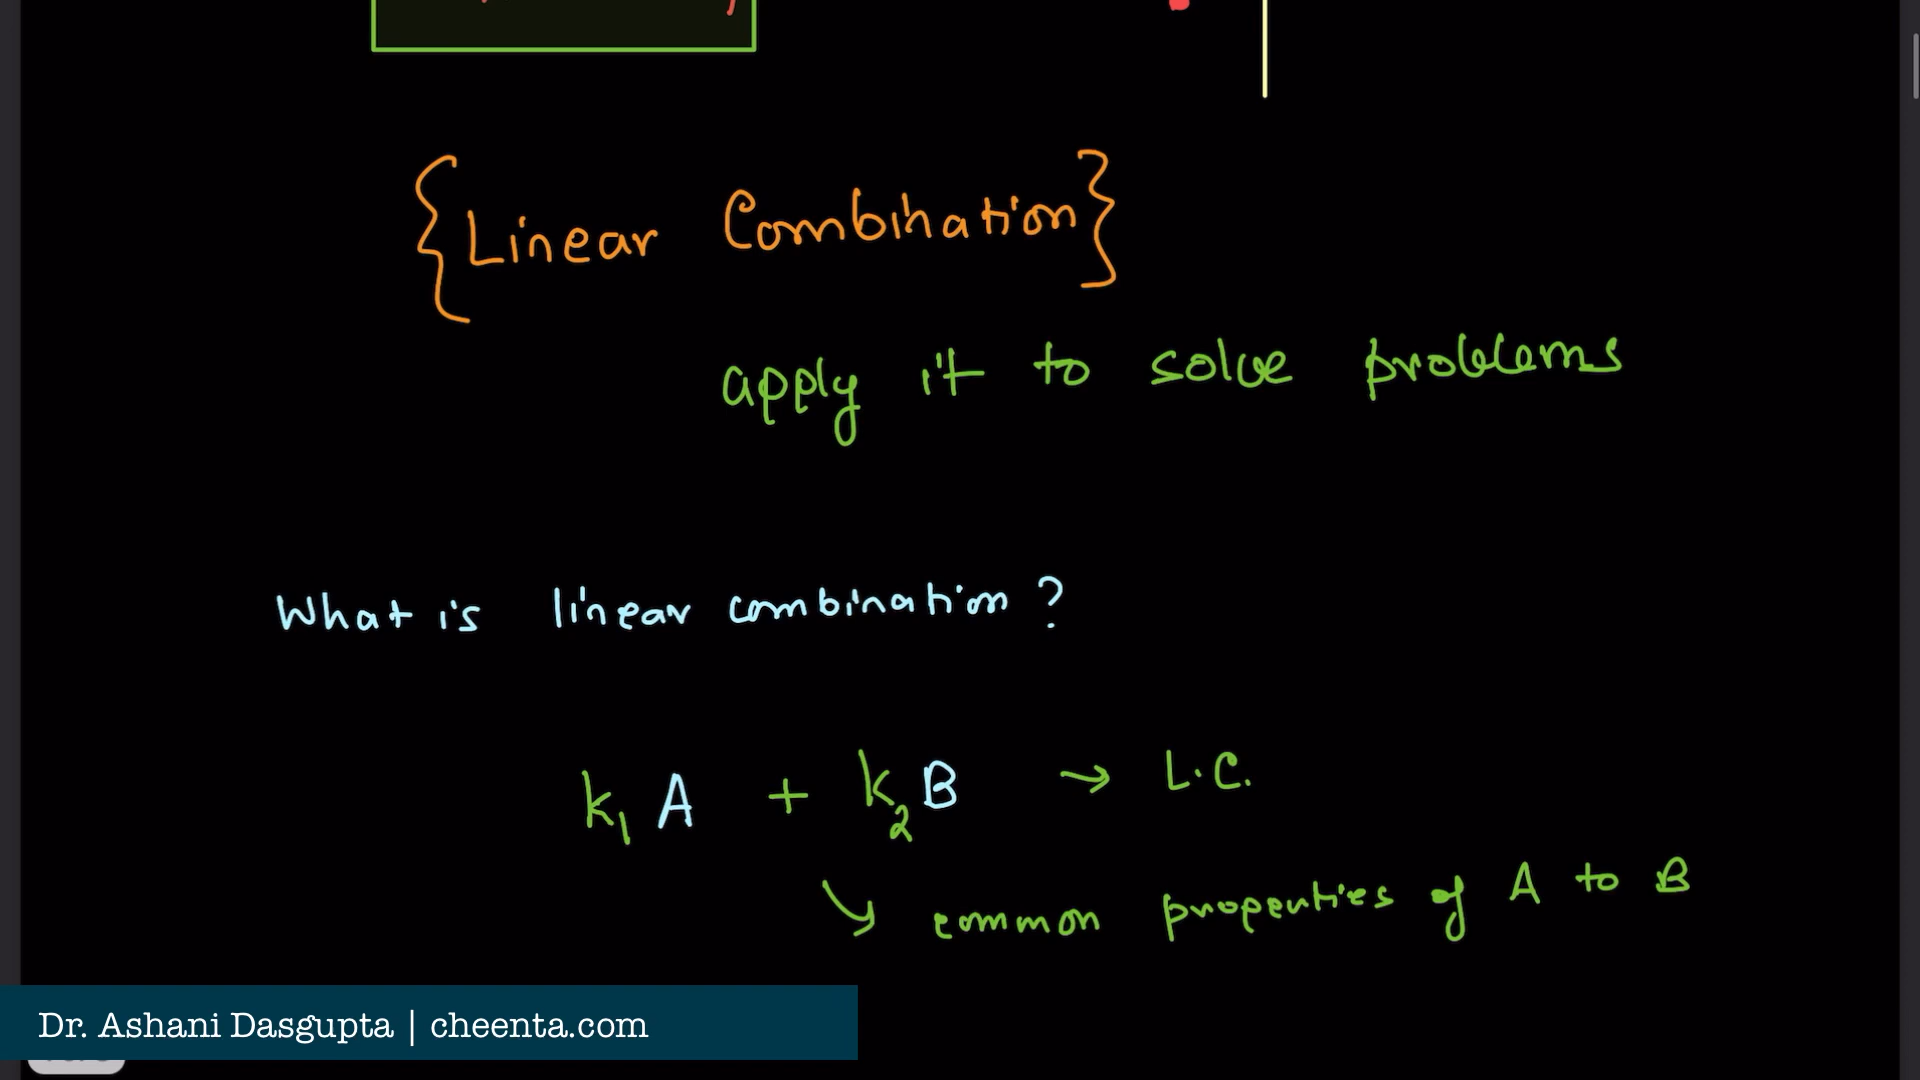 {Linear Combination}
apply it to solve problems
What is linear combination?
k₁ A + k₂ B → L.C.
↘ common properties of A to B
Dr. Ashani Dasgupta | cheenta.com